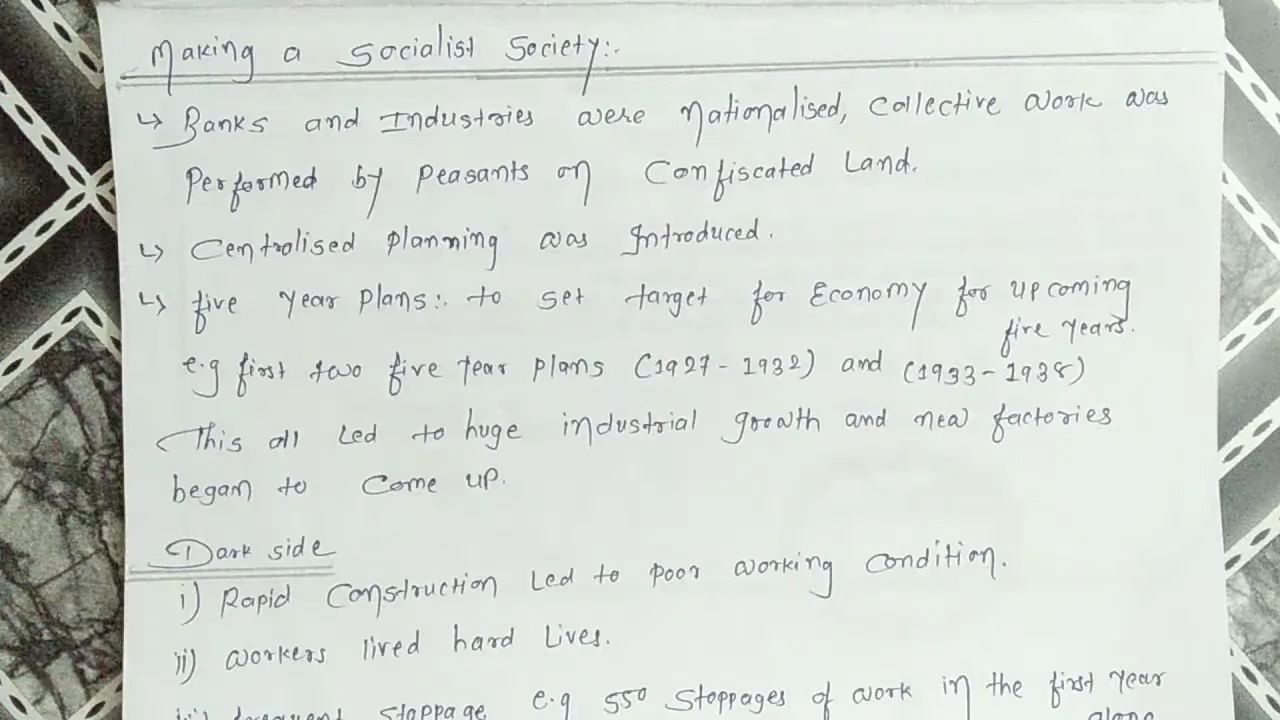 Making a Socialist Society:.
↳ Banks and Industries were Nationalised, Collective work was
Performed by Peasants on Confiscated Land.
↳ Centralised planning was Introduced.
↳ five year plans:. to set target for Economy for upcoming
five years.
e.g first two five year plans (1927 - 1932) and (1933 - 1938)
This all Led to huge industrial growth and new factories
began to Come up.
Dark side
i) Rapid Construction Led to poor working Condition.
ii) workers lived hard Lives.
iii) frequent stoppage e.g 550 Stoppages of work in the first year
alone